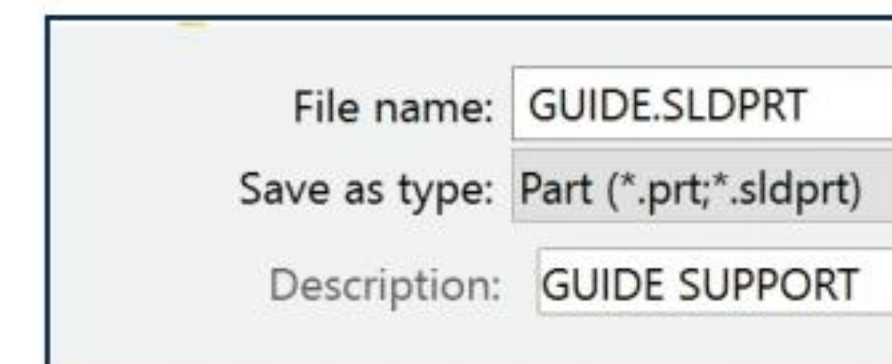 File name: GUIDE.SLDPRT
Save as type: Part (*.prt;*.sldprt)
Description: GUIDE SUPPORT